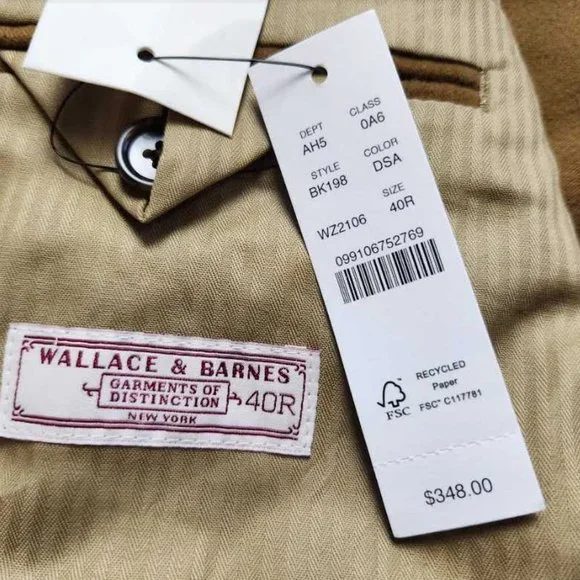 DEPT CLASS
AH5 0A6
STYLE COLOR
BK198 DSA
SIZE
WZ2106 40R
099106752769
RECYCLED
Paper
FSC
FSC™ C117781
$348.00
WALLACE & BARNES
GARMENTS OF
DISTINCTION
40R
NEW YORK